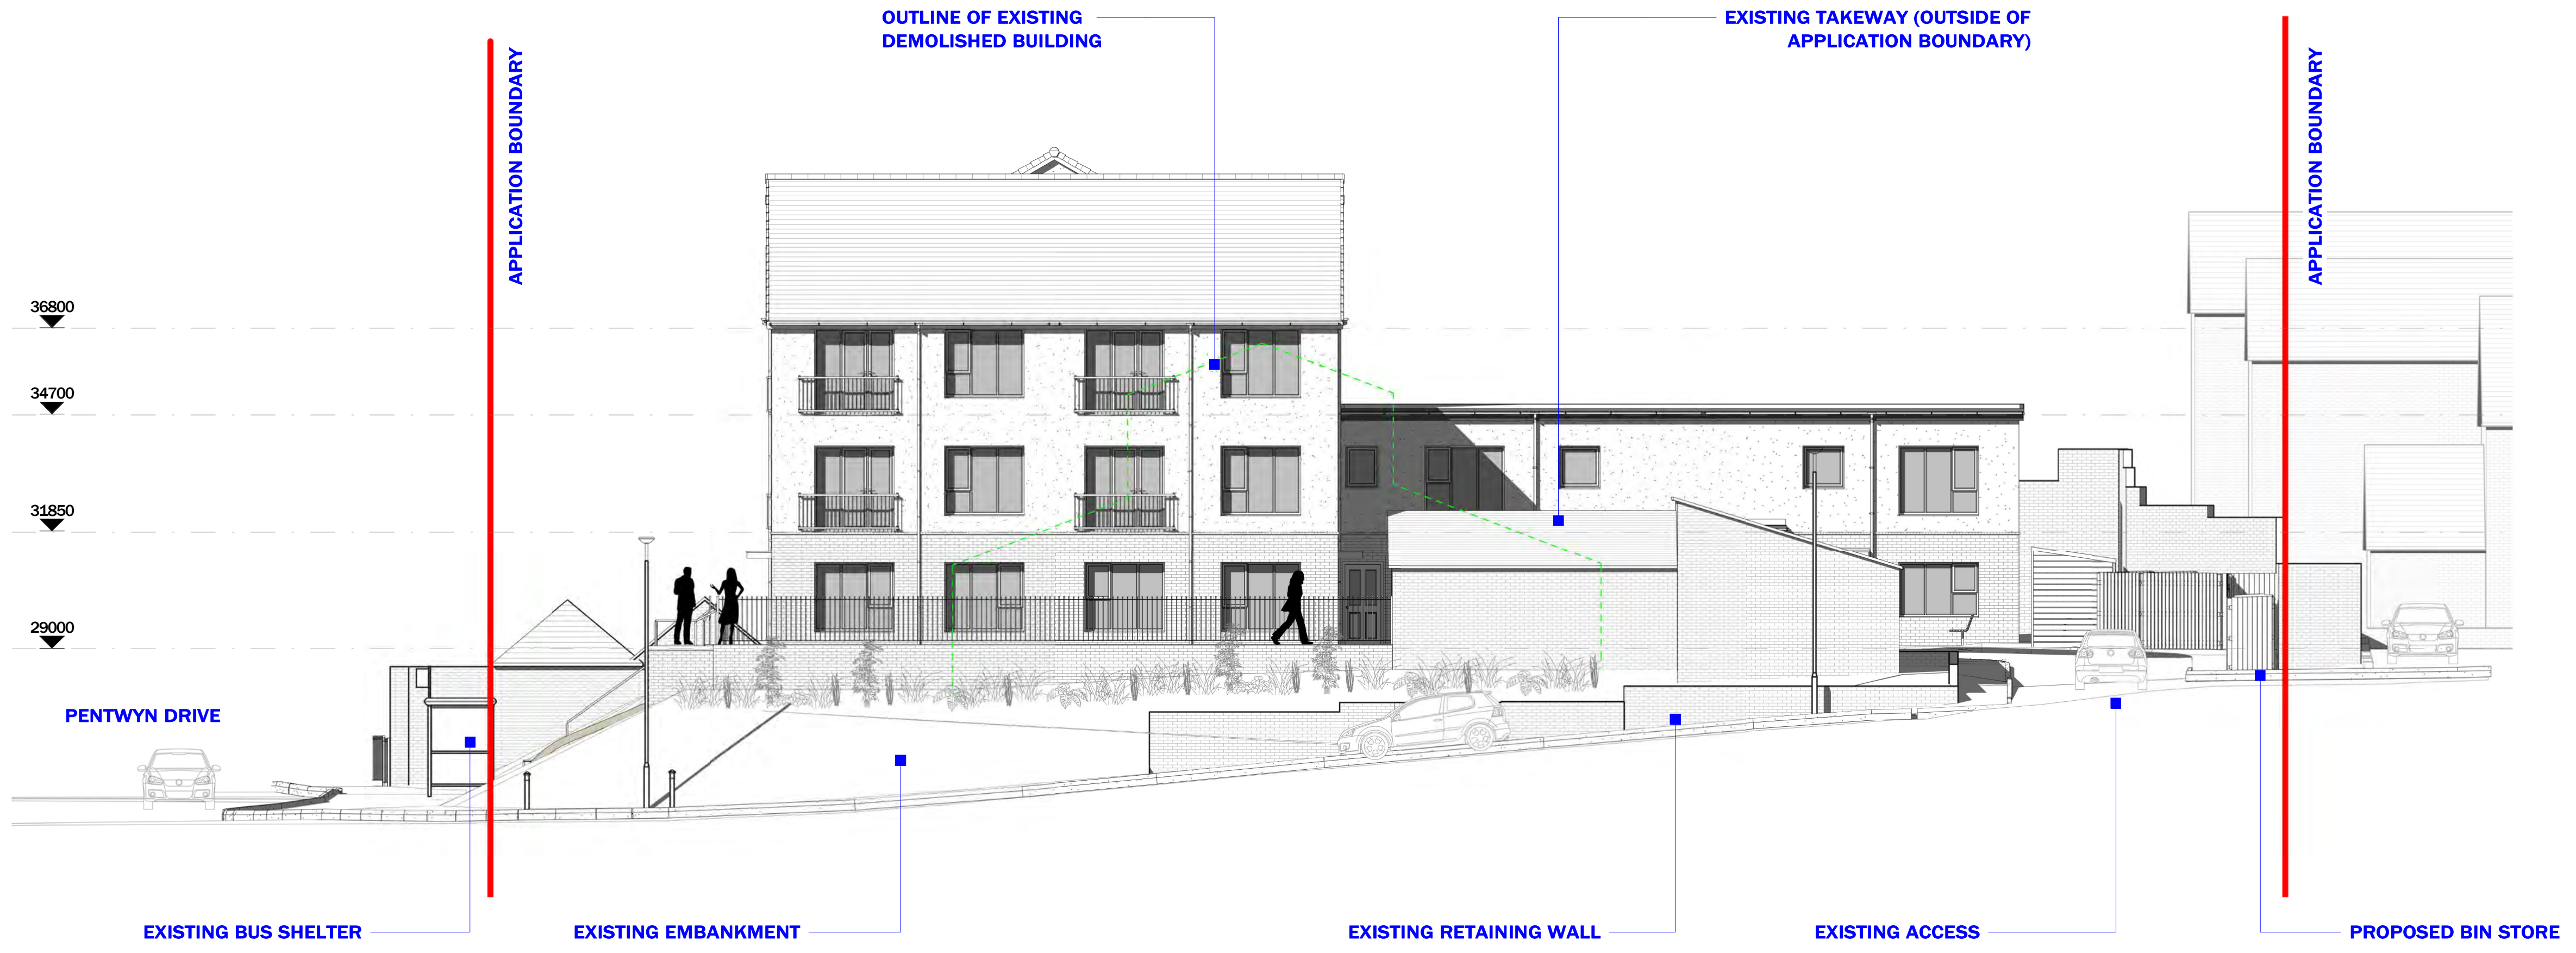 OUTLINE OF EXISTING
DEMOLISHED BUILDING
EXISTING TAKEWAY (OUTSIDE OF
APPLICATION BOUNDARY)
APPLICATION BOUNDARY
APPLICATION BOUNDARY
36800
34700
31850
29000
PENTWYN DRIVE
EXISTING BUS SHELTER
EXISTING EMBANKMENT
EXISTING RETAINING WALL
EXISTING ACCESS
PROPOSED BIN STORE